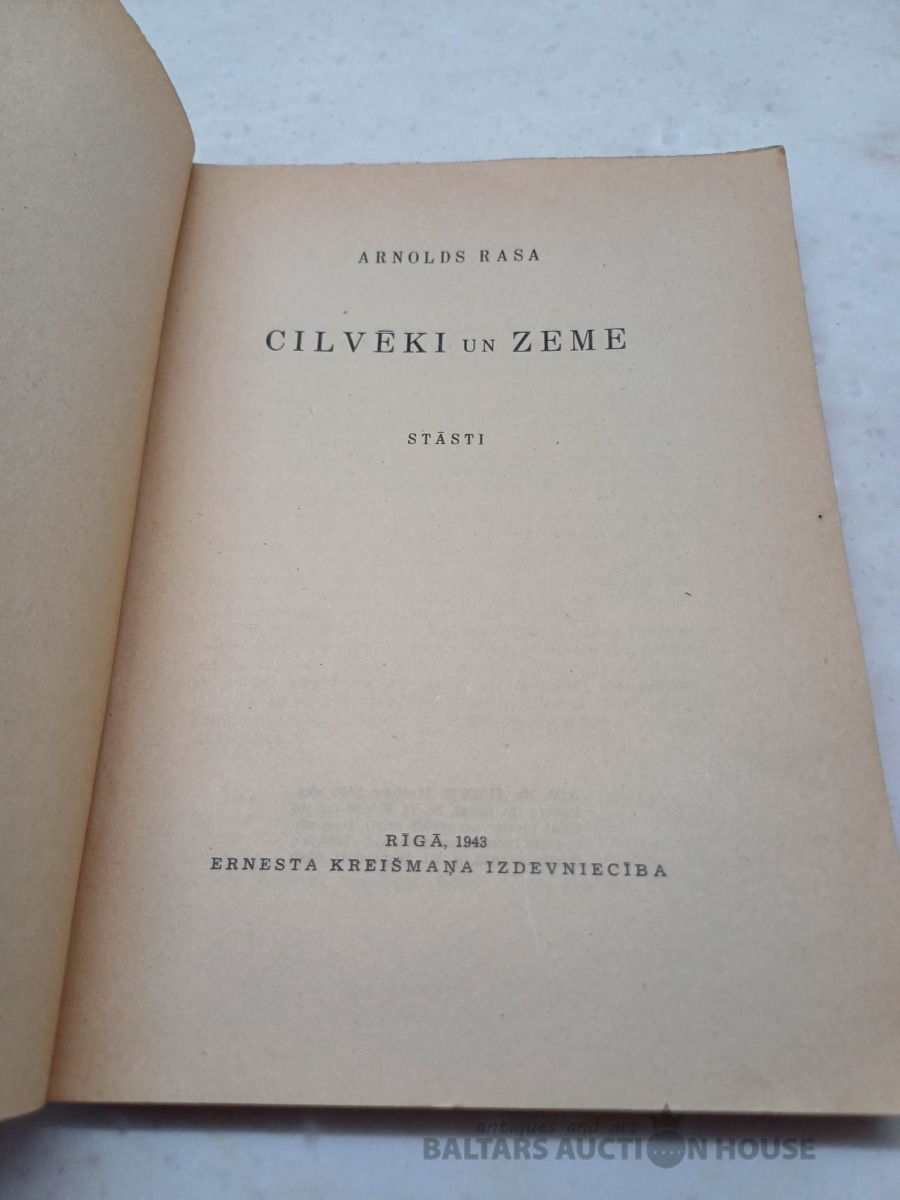 ARNOLDS RASA
CILVĒKI UN ZEME
STĀSTI
RĪGĀ, 1943
ERNESTA KREIŠMAŅA IZDEVNIECĪBA
antiques and art
BALTARS AUCTION HOUSE